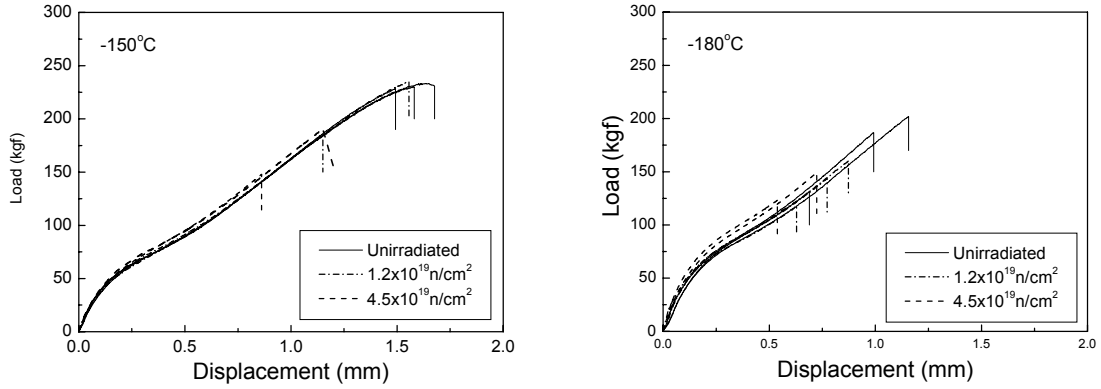 300
250
200
150
100
50
0
-150°C
Load (kgf)
Unirradiated
1.2x10¹⁹n/cm²
4.5x10¹⁹n/cm²
0.0 0.5 1.0 1.5 2.0
Displacement (mm)
300
250
200
150
100
50
0
-180°C
Load (kgf)
Unirradiated
1.2x10¹⁹n/cm²
4.5x10¹⁹n/cm²
0.0 0.5 1.0 1.5 2.0
Displacement (mm)